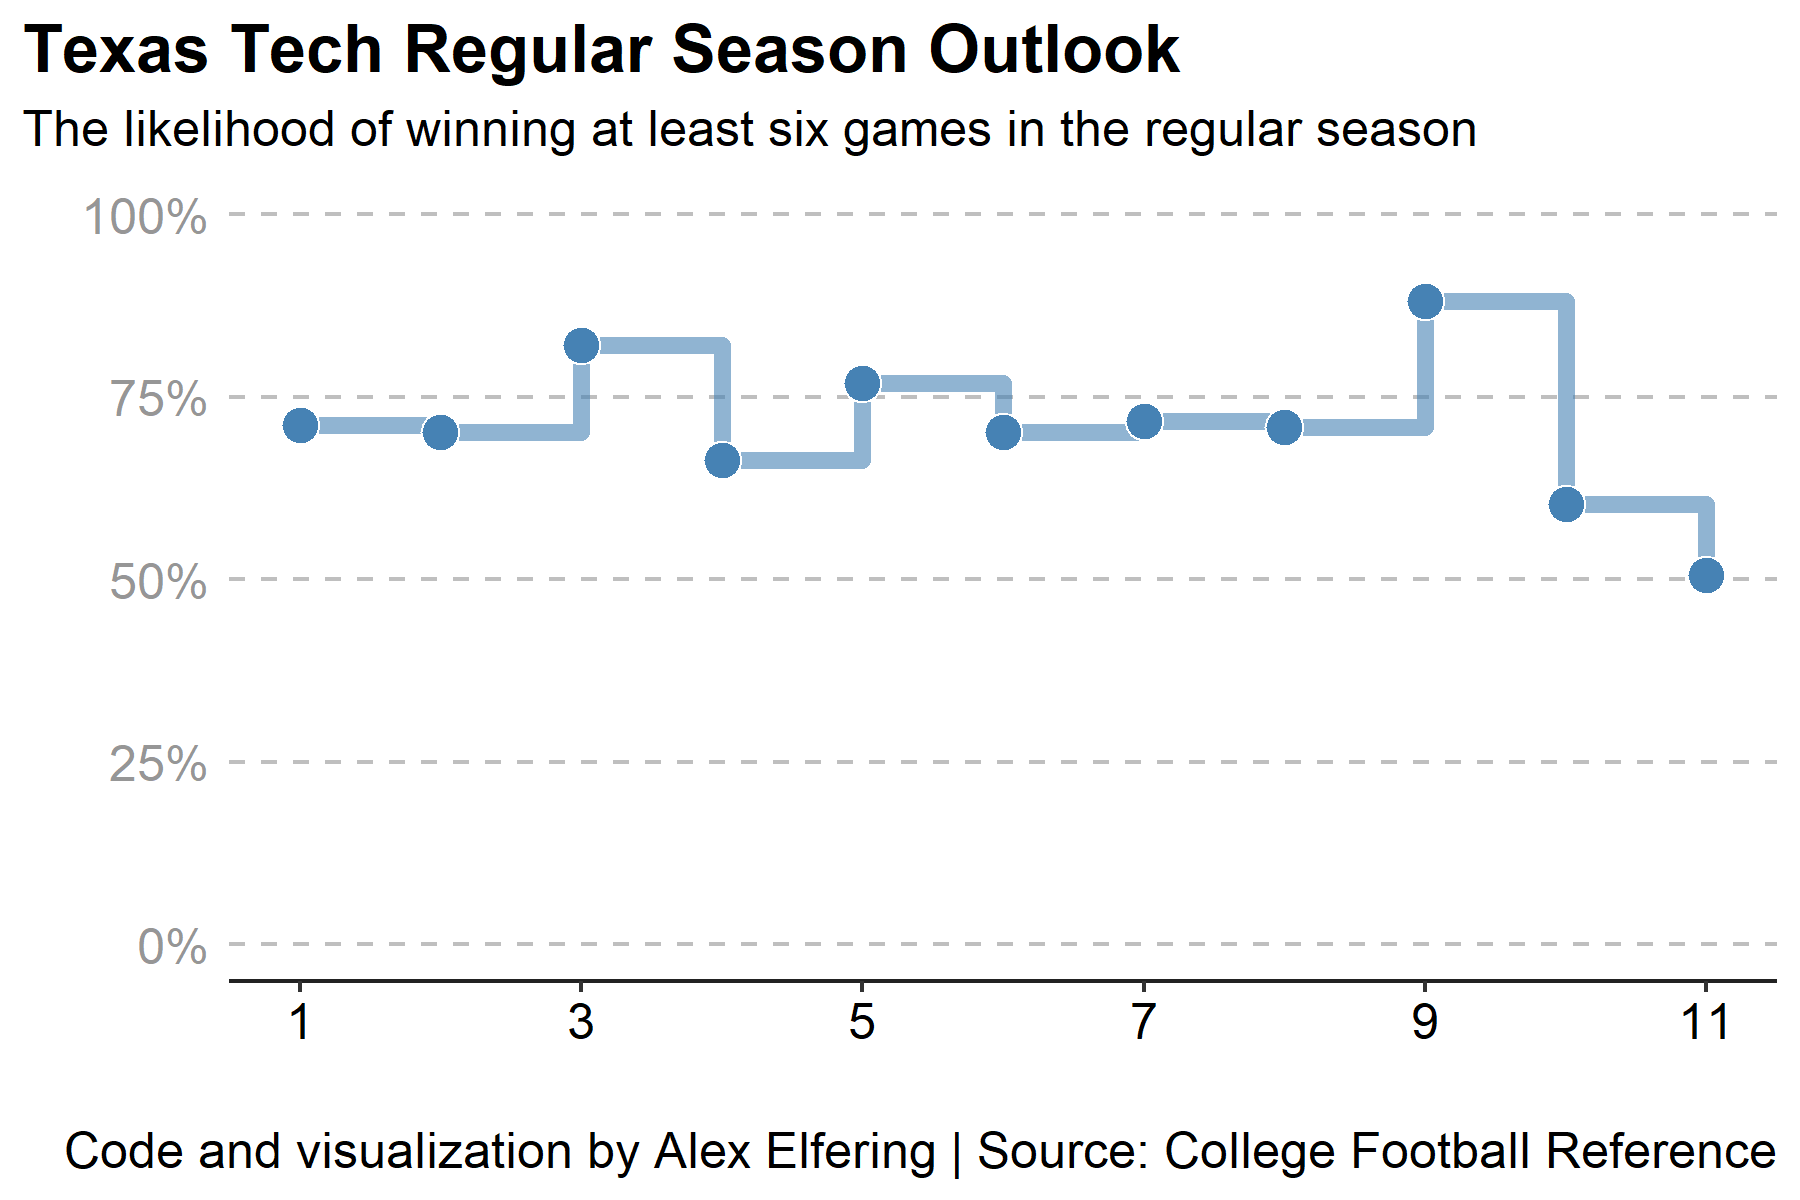 Texas Tech Regular Season Outlook
The likelihood of winning at least six games in the regular season
100%
75%
50%
25%
0%
1 3 5 7 9 11
Code and visualization by Alex Elfering | Source: College Football Reference